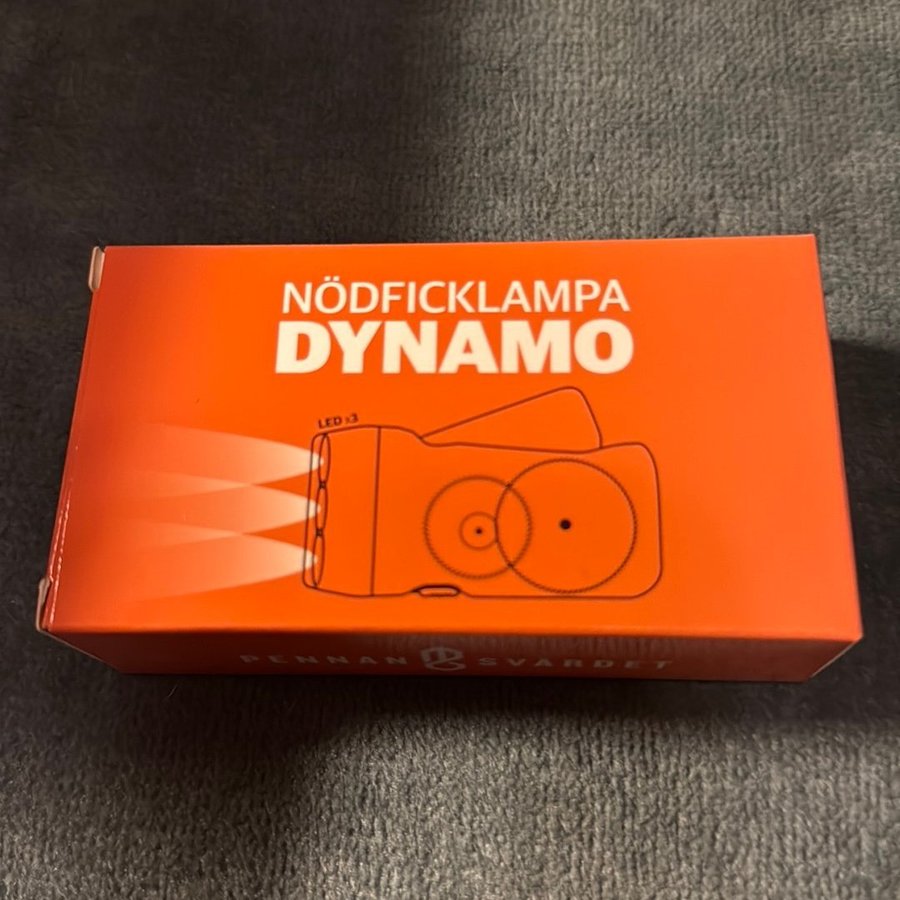 NÖDFICKLAMPA
DYNAMO
LED x3
PENNAN SVÄRDET